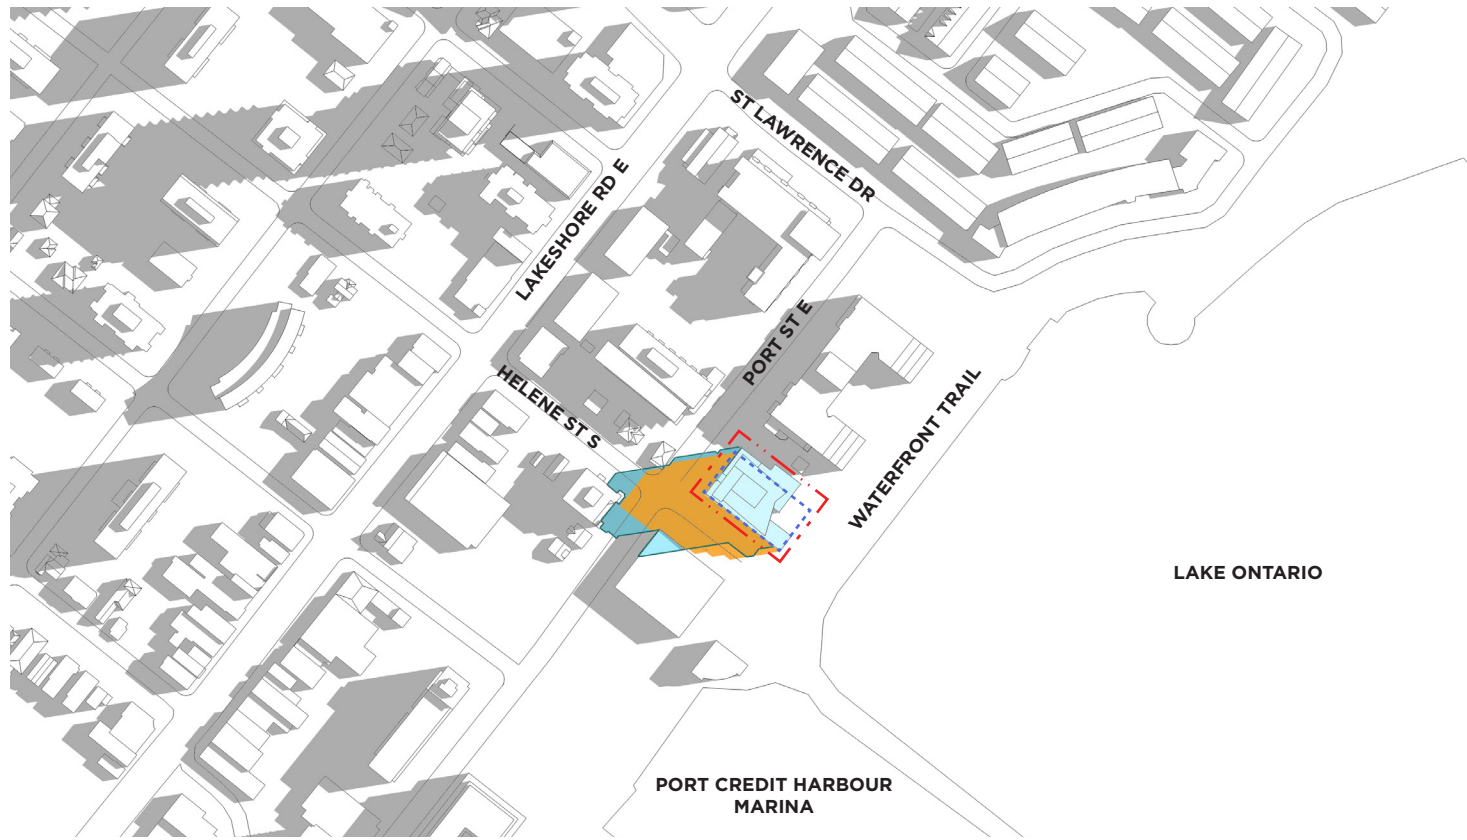 ST LAWRENCE DR
LAKESHORE RD E
PORT ST E
HELENE ST S
WATERFRONT TRAIL
LAKE ONTARIO
PORT CREDIT HARBOUR
MARINA